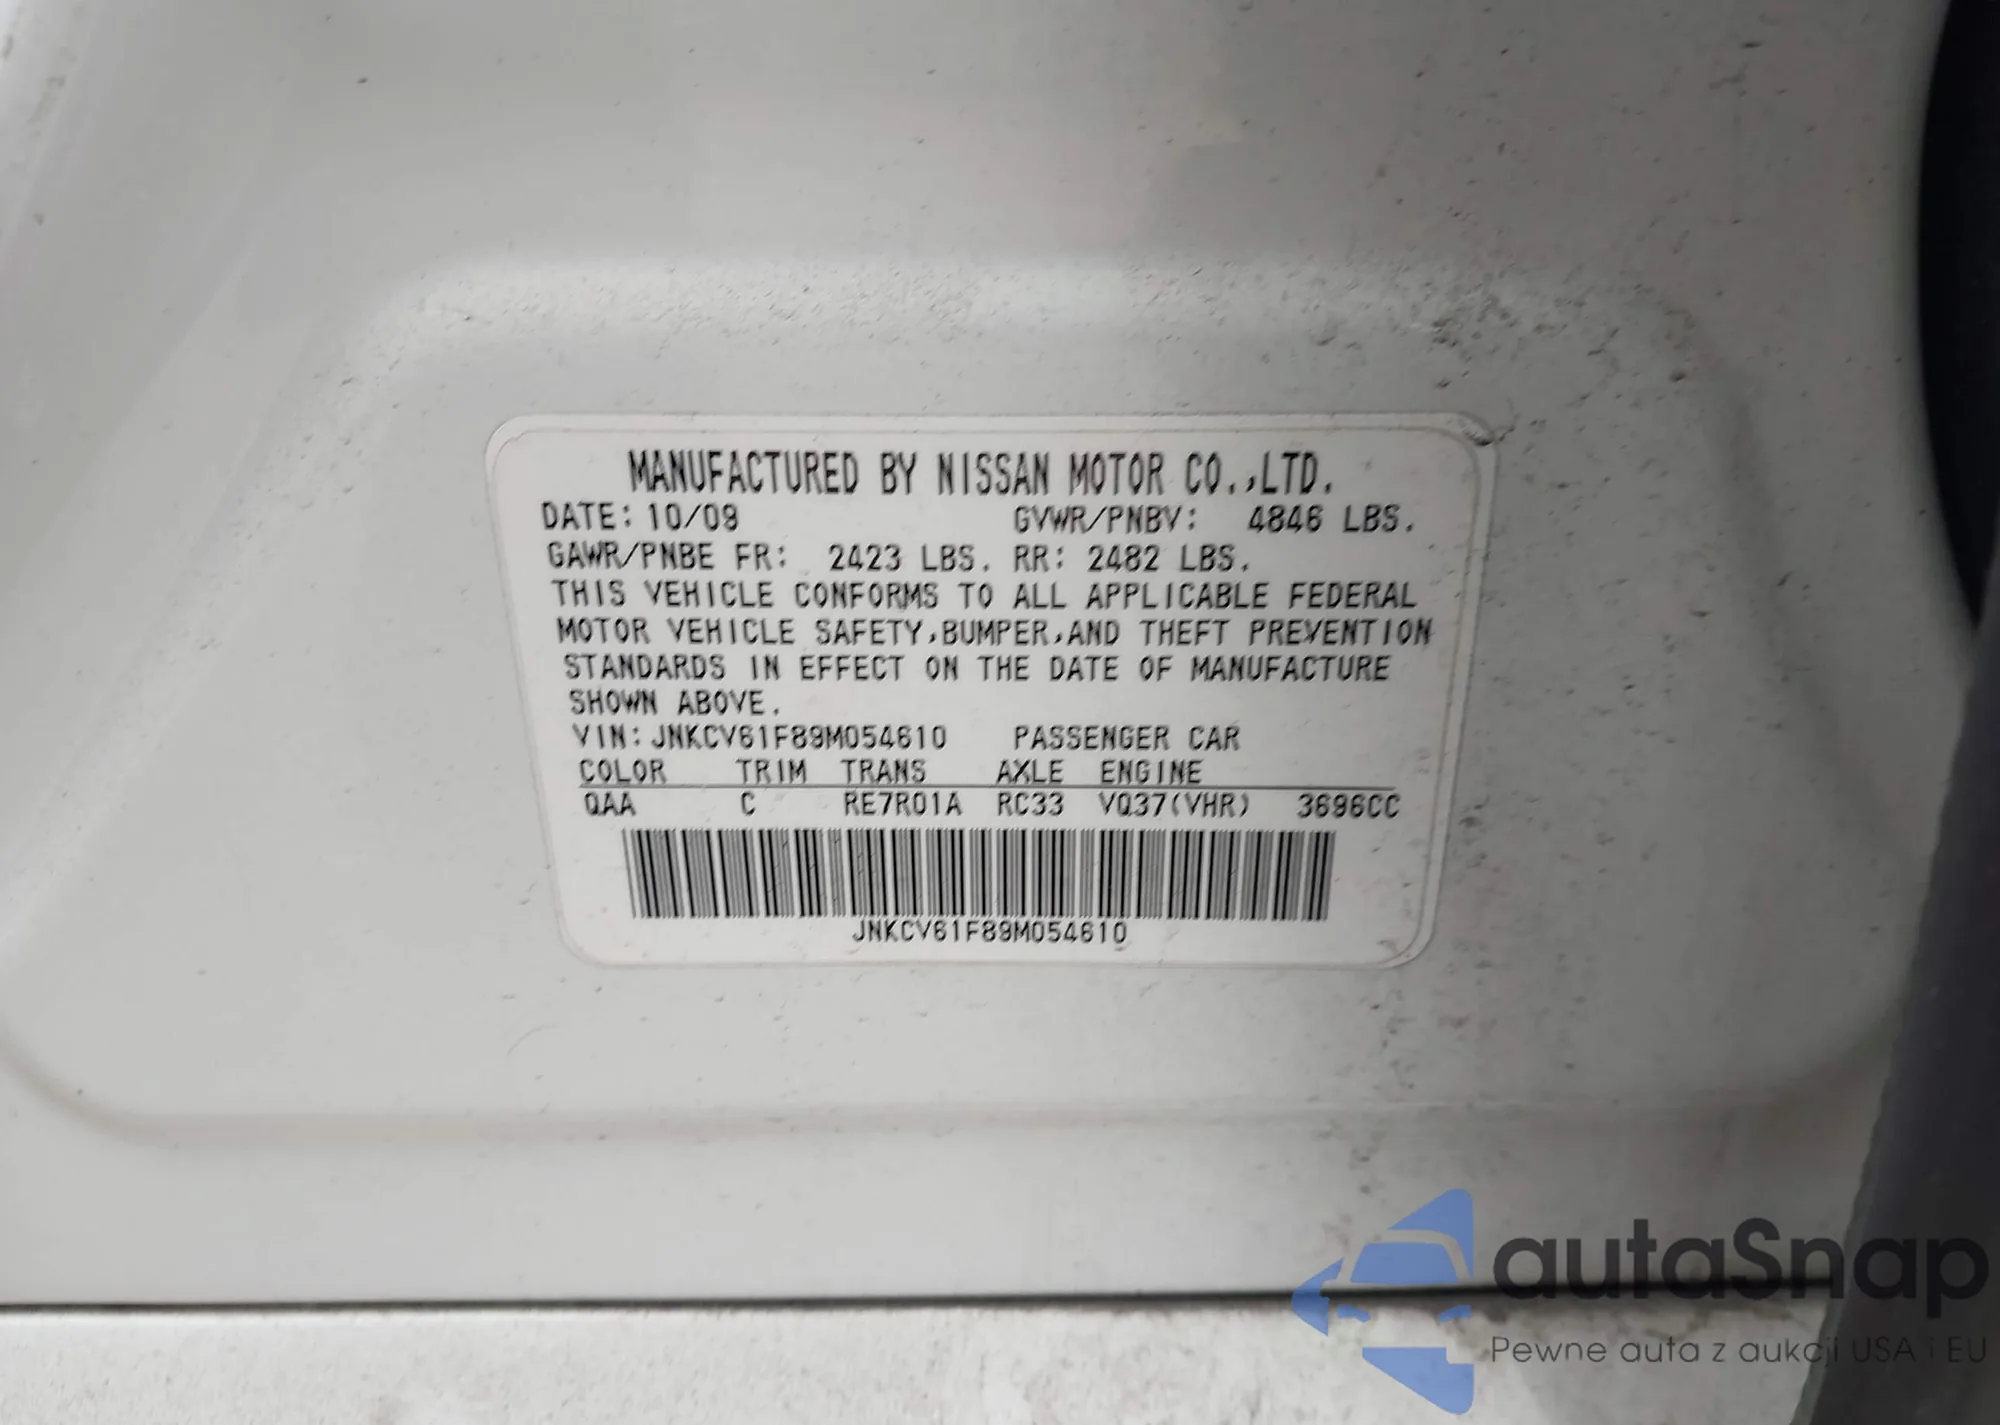 MANUFACTURED BY NISSAN MOTOR CO.,LTD.
DATE: 10/09 GVWR/PNBV: 4846 LBS.
GAWR/PNBE FR: 2423 LBS. RR: 2482 LBS.
THIS VEHICLE CONFORMS TO ALL APPLICABLE FEDERAL
MOTOR VEHICLE SAFETY,BUMPER,AND THEFT PREVENTION
STANDARDS IN EFFECT ON THE DATE OF MANUFACTURE
SHOWN ABOVE.
VIN: JNKCV61F89M054610 PASSENGER CAR
COLOR TRIM TRANS AXLE ENGINE
QAA C RE7R01A RC33 VQ37(VHR) 3696CC
JNKCV61F89M054610
autaSnap
Pewne auta z aukcji USA i EU